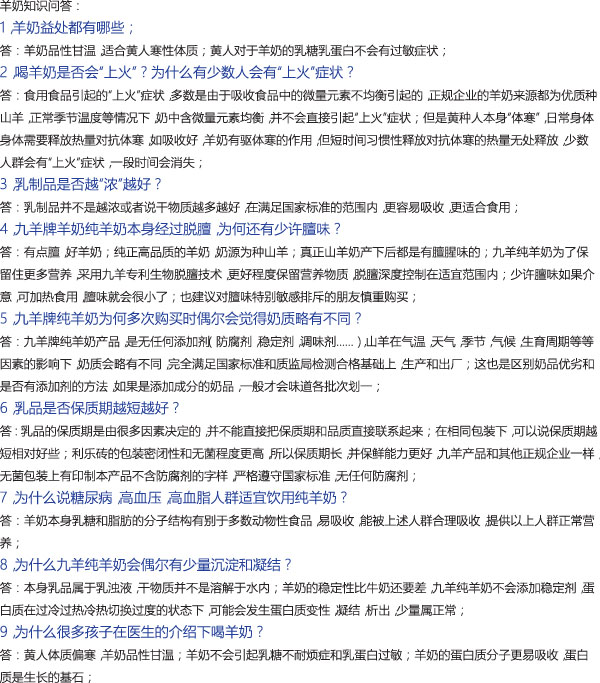 羊奶知识问答：
1 ,羊奶益处都有哪些；
答：羊奶品性甘温 ,适合黄人寒性体质；黄人对于羊奶的乳糖乳蛋白不会有过敏症状；
2 ,喝羊奶是否会“上火”？为什么有少数人会有“上火”症状？
答：食用食品引起的“上火”症状 ,多数是由于吸收食品中的微量元素不均衡引起的 ,正规企业的羊奶来源都为优质种
山羊 ,正常季节温度等情况下 ,奶中含微量元素均衡 ,并不会直接引起“上火”症状；但是黄种人本身“体寒” ,日常身体
身体需要释放热量对抗体寒 ,如吸收好 ,羊奶有驱体寒的作用 ,但短时间习惯性释放对抗体寒的热量无处释放 ,少数
人群会有“上火”症状 ,一段时间会消失；
3 ,乳制品是否越“浓”越好？
答：乳制品并不是越浓或者说干物质越多越好 ,在满足国家标准的范围内 ,更容易吸收 ,更适合食用；
4 ,九羊牌羊奶纯羊奶本身经过脱膻 ,为何还有少许膻味？
答：有点膻 ,好羊奶；纯正高品质的羊奶 ,奶源为种山羊；真正山羊奶产下后都是有膻腥味的；九羊纯羊奶为了保
留住更多营养 ,采用九羊专利生物脱膻技术 ,更好程度保留营养物质 ,脱膻深度控制在适宜范围内；少许膻味如果介
意 ,可加热食用 ,膻味就会很小了；也建议对膻味特别敏感排斥的朋友慎重购买；
5 ,九羊牌纯羊奶为何多次购买时偶尔会觉得奶质略有不同？
答：九羊牌纯羊奶产品 ,是无任何添加剂( 防腐剂 ,稳定剂 ,调味剂...... ) ,山羊在气温 ,天气 ,季节 ,气候 ,生育周期等等
因素的影响下 ,奶质会略有不同 ,完全满足国家标准和质监局检测合格基础上 ,生产和出厂；这也是区别奶品优劣和
是否有添加剂的方法 ,如果是添加成分的奶品 ,一般才会味道各批次划一；
6 ,乳品是否保质期越短越好？
答：乳品的保质期是由很多因素决定的 ,并不能直接把保质期和品质直接联系起来；在相同包装下 ,可以说保质期越
短相对好些；利乐砖的包装密闭性和无菌程度更高 ,所以保质期长 ,并保鲜能力更好 ,九羊产品和其他正规企业一样 ,
无菌包装上有印制本产品不含防腐剂的字样 ,严格遵守国家标准 ,无任何防腐剂；
7 ,为什么说糖尿病 ,高血压 ,高血脂人群适宜饮用纯羊奶？
答：羊奶本身乳糖和脂肪的分子结构有别于多数动物性食品 ,易吸收 ,能被上述人群合理吸收 ,提供以上人群正常营
养；
8 ,为什么九羊纯羊奶会偶尔有少量沉淀和凝结？
答：本身乳品属于乳浊液 ,干物质并不是溶解于水内；羊奶的稳定性比牛奶还要差 ,九羊纯羊奶不会添加稳定剂 ,蛋
白质在过冷过热冷热切换过度的状态下 ,可能会发生蛋白质变性 ,凝结 ,析出 ,少量属正常；
9 ,为什么很多孩子在医生的介绍下喝羊奶？
答：黄人体质偏寒 ,羊奶品性甘温；羊奶不会引起乳糖不耐烦症和乳蛋白过敏；羊奶的蛋白质分子更易吸收 ,蛋白
质是生长的基石；